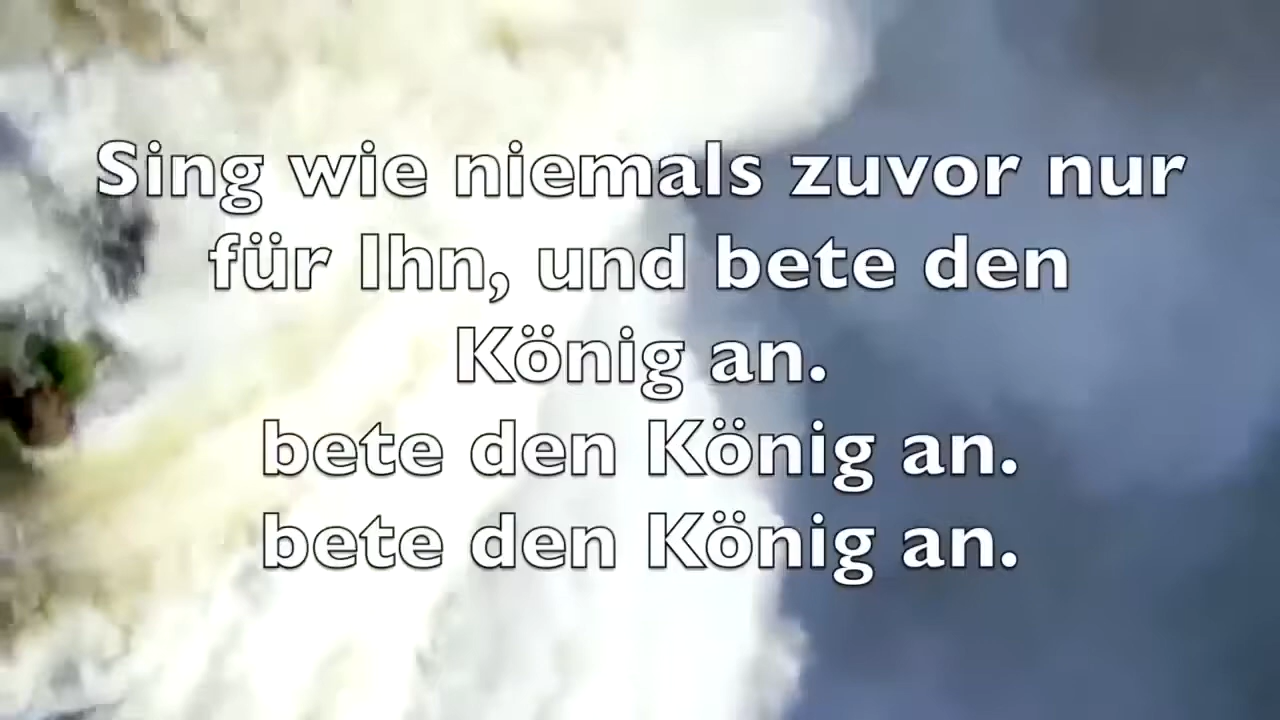 Sing wie niemals zuvor nur
für Ihn, und bete den
König an.
bete den König an.
bete den König an.